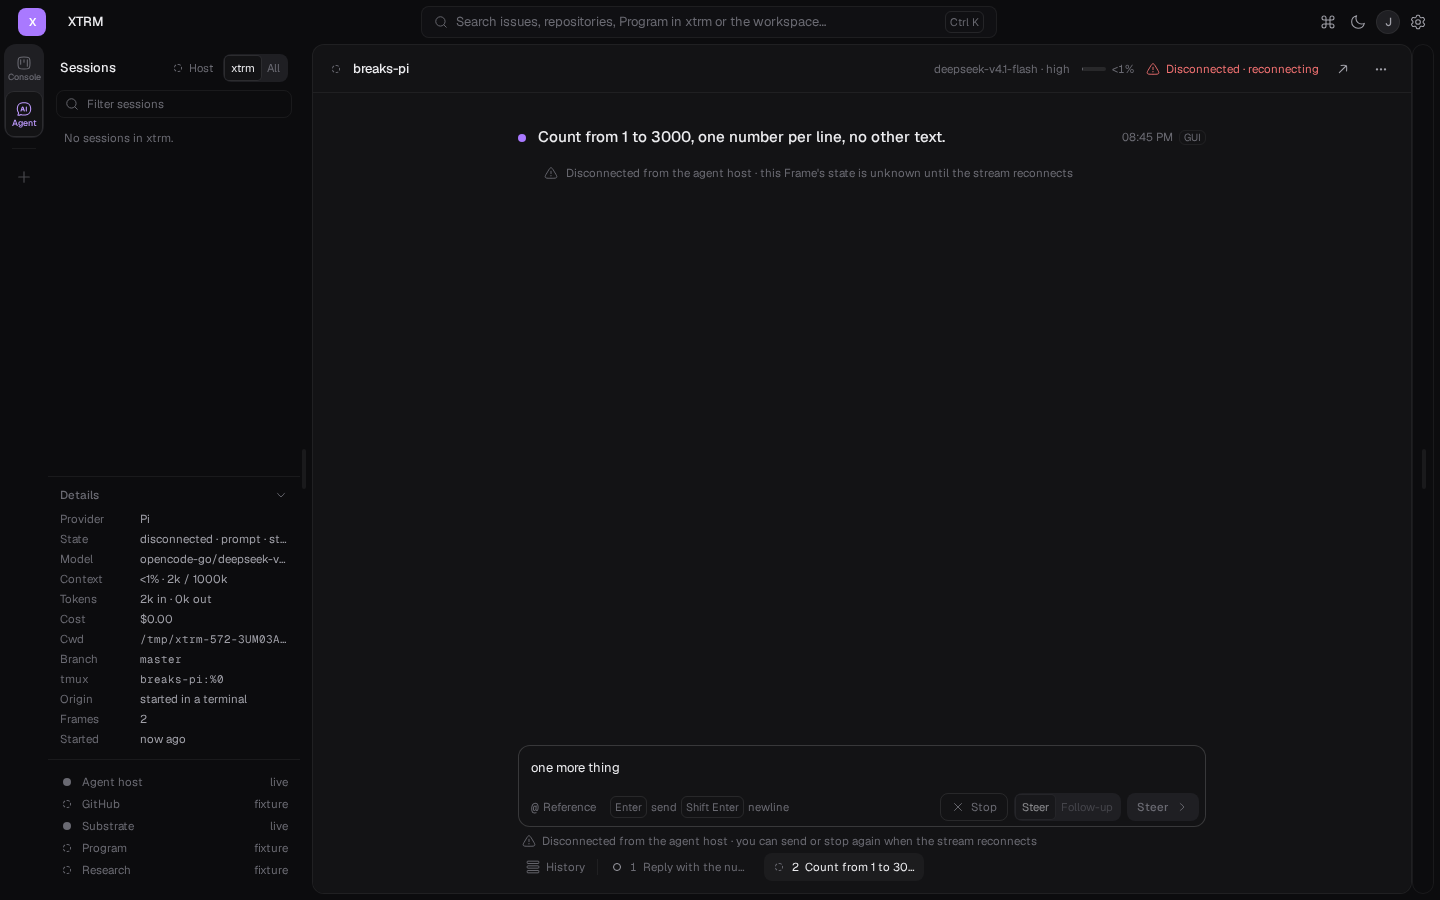 X XTRM Search issues, repositories, Program in xtrm or the workspace... Ctrl K J
Console
AI
Agent
Sessions Host xtrm All
Filter sessions
No sessions in xtrm.
breaks-pi deepseek-v4.1-flash · high <1% Disconnected · reconnecting
Count from 1 to 3000, one number per line, no other text. 08:45 PM GUI
Disconnected from the agent host · this Frame's state is unknown until the stream reconnects
Details
Provider Pi
State disconnected · prompt · st...
Model opencode-go/deepseek-v...
Context <1% · 2k / 1000k
Tokens 2k in · 0k out
Cost $0.00
Cwd /tmp/xtrm-572-3UM03A...
Branch master
tmux breaks-pi:%0
Origin started in a terminal
Frames 2
Started now ago
Agent host live
GitHub fixture
Substrate live
Program fixture
Research fixture
one more thing
@ Reference Enter send Shift Enter newline Stop Steer Follow-up Steer
Disconnected from the agent host · you can send or stop again when the stream reconnects
History 1 Reply with the nu... 2 Count from 1 to 30...